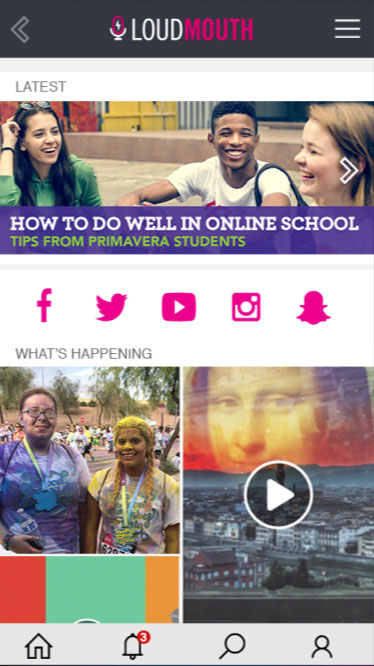 LOUDMOUTH
LATEST
HOW TO DO WELL IN ONLINE SCHOOL
TIPS FROM PRIMAVERA STUDENTS
WHAT'S HAPPENING
3